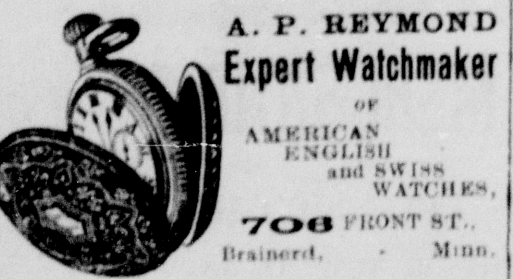 A. P. REYMOND
Expert Watchmaker
OF
AMERICAN
ENGLISH
and SWISS
WATCHES,
706 FRONT ST.,
Brainerd, - Minn.